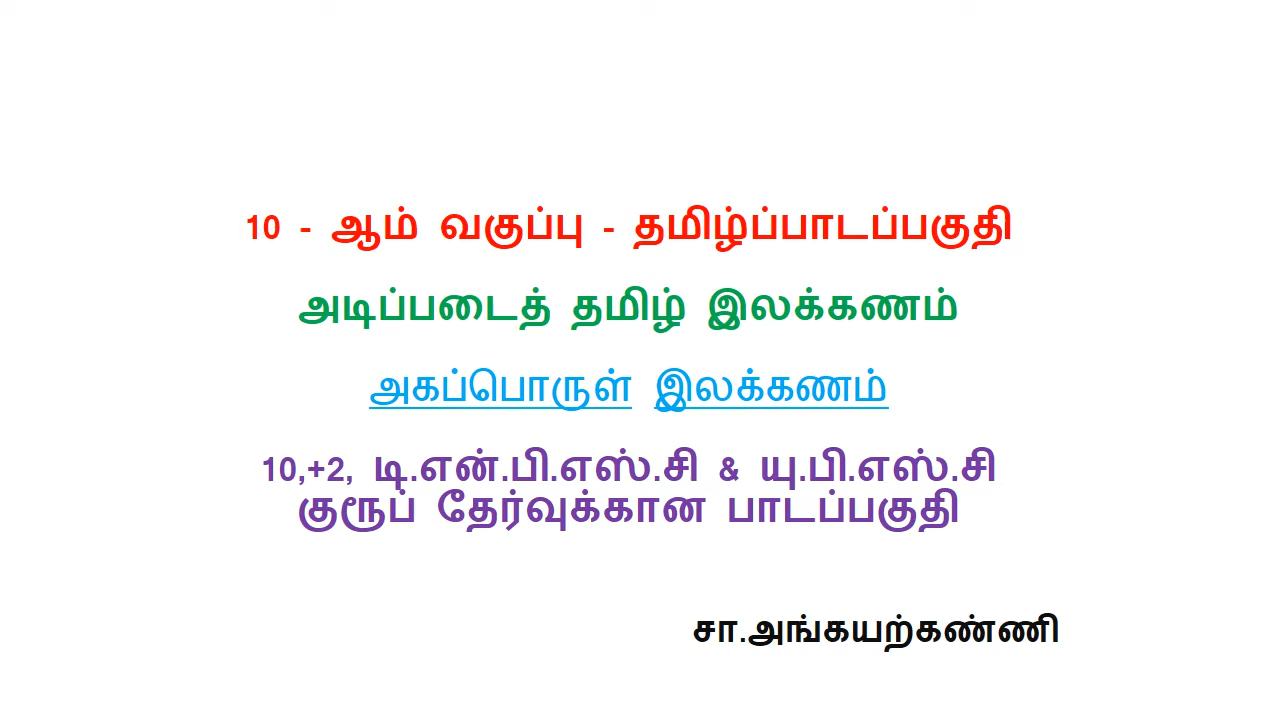 10 - ஆம் வகுப்பு - தமிழ்ப்பாடப்பகுதி
அடிப்படைத் தமிழ் இலக்கணம்
அகப்பொருள் இலக்கணம்
10,+2, டி.என்.பி.எஸ்.சி & யு.பி.எஸ்.சி
குரூப் தேர்வுக்கான பாடப்பகுதி
சா.அங்கயற்கண்ணி